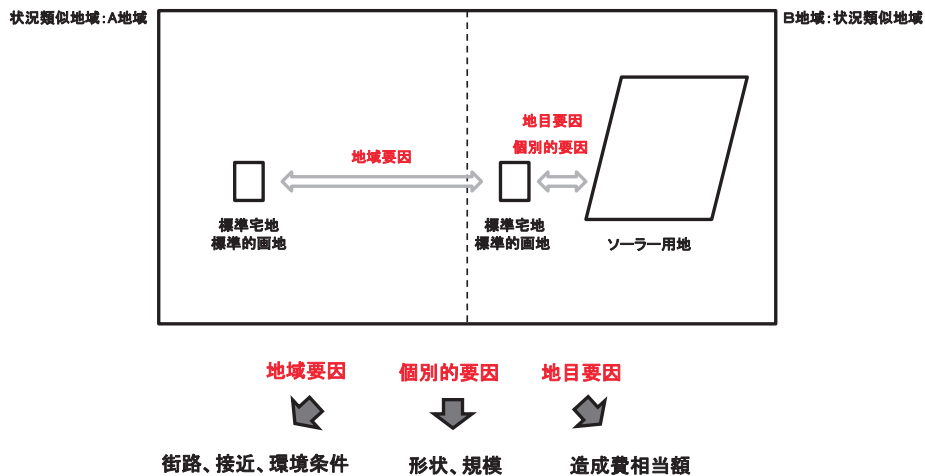 状況類似地域:A地域
B地域:状況類似地域
地目要因
個別的要因
地域要因
標準宅地
標準的画地
標準宅地
標準的画地
ソーラー用地
地域要因 個別的要因 地目要因
街路、接近、環境条件 形状、規模 造成費相当額